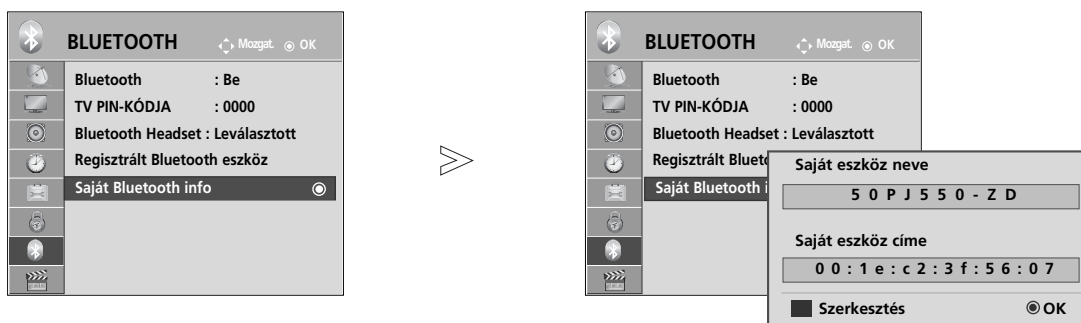 BLUETOOTH Mozgat. OK
Bluetooth : Be
TV PIN-KÓDJA : 0000
Bluetooth Headset : Leválasztott
Regisztrált Bluetooth eszköz
Saját Bluetooth info
BLUETOOTH Mozgat. OK
Bluetooth : Be
TV PIN-KÓDJA : 0000
Bluetooth Headset : Leválasztott
Regisztrált Blueto
Saját Bluetooth i
Saját eszköz neve
50PJ550-ZD
Saját eszköz címe
00:1e:c2:3f:56:07
Szerkesztés OK